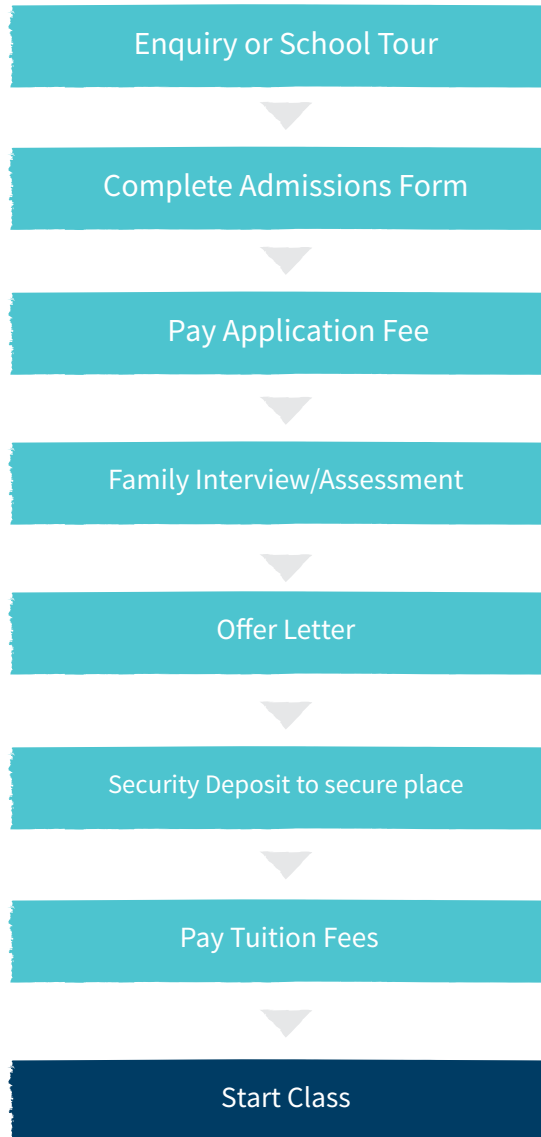 Enquiry or School Tour
Complete Admissions Form
Pay Application Fee
Family Interview/Assessment
Offer Letter
Security Deposit to secure place
Pay Tuition Fees
Start Class